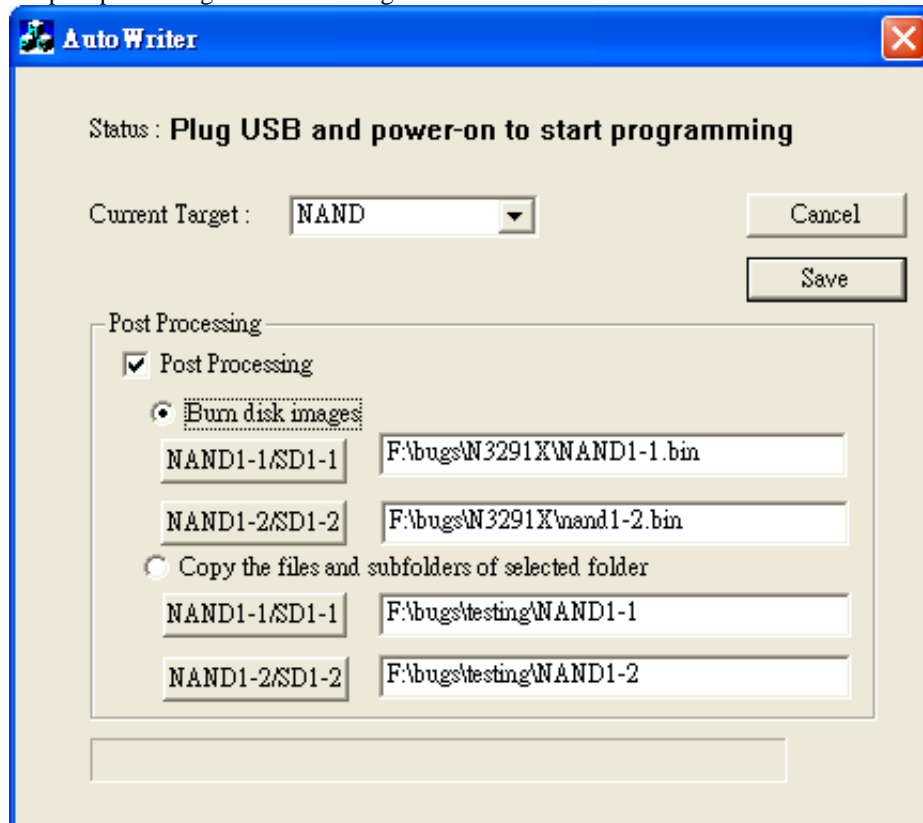 AutoWriter
Status : Plug USB and power-on to start programming
Current Target : NAND
Cancel
Save
Post Processing
Post Processing
Burn disk images
NAND1-1/SD1-1 F:\bugs\N3291X\NAND1-1.bin
NAND1-2/SD1-2 F:\bugs\N3291X\nand1-2.bin
Copy the files and subfolders of selected folder
NAND1-1/SD1-1 F:\bugs\testing\NAND1-1
NAND1-2/SD1-2 F:\bugs\testing\NAND1-2